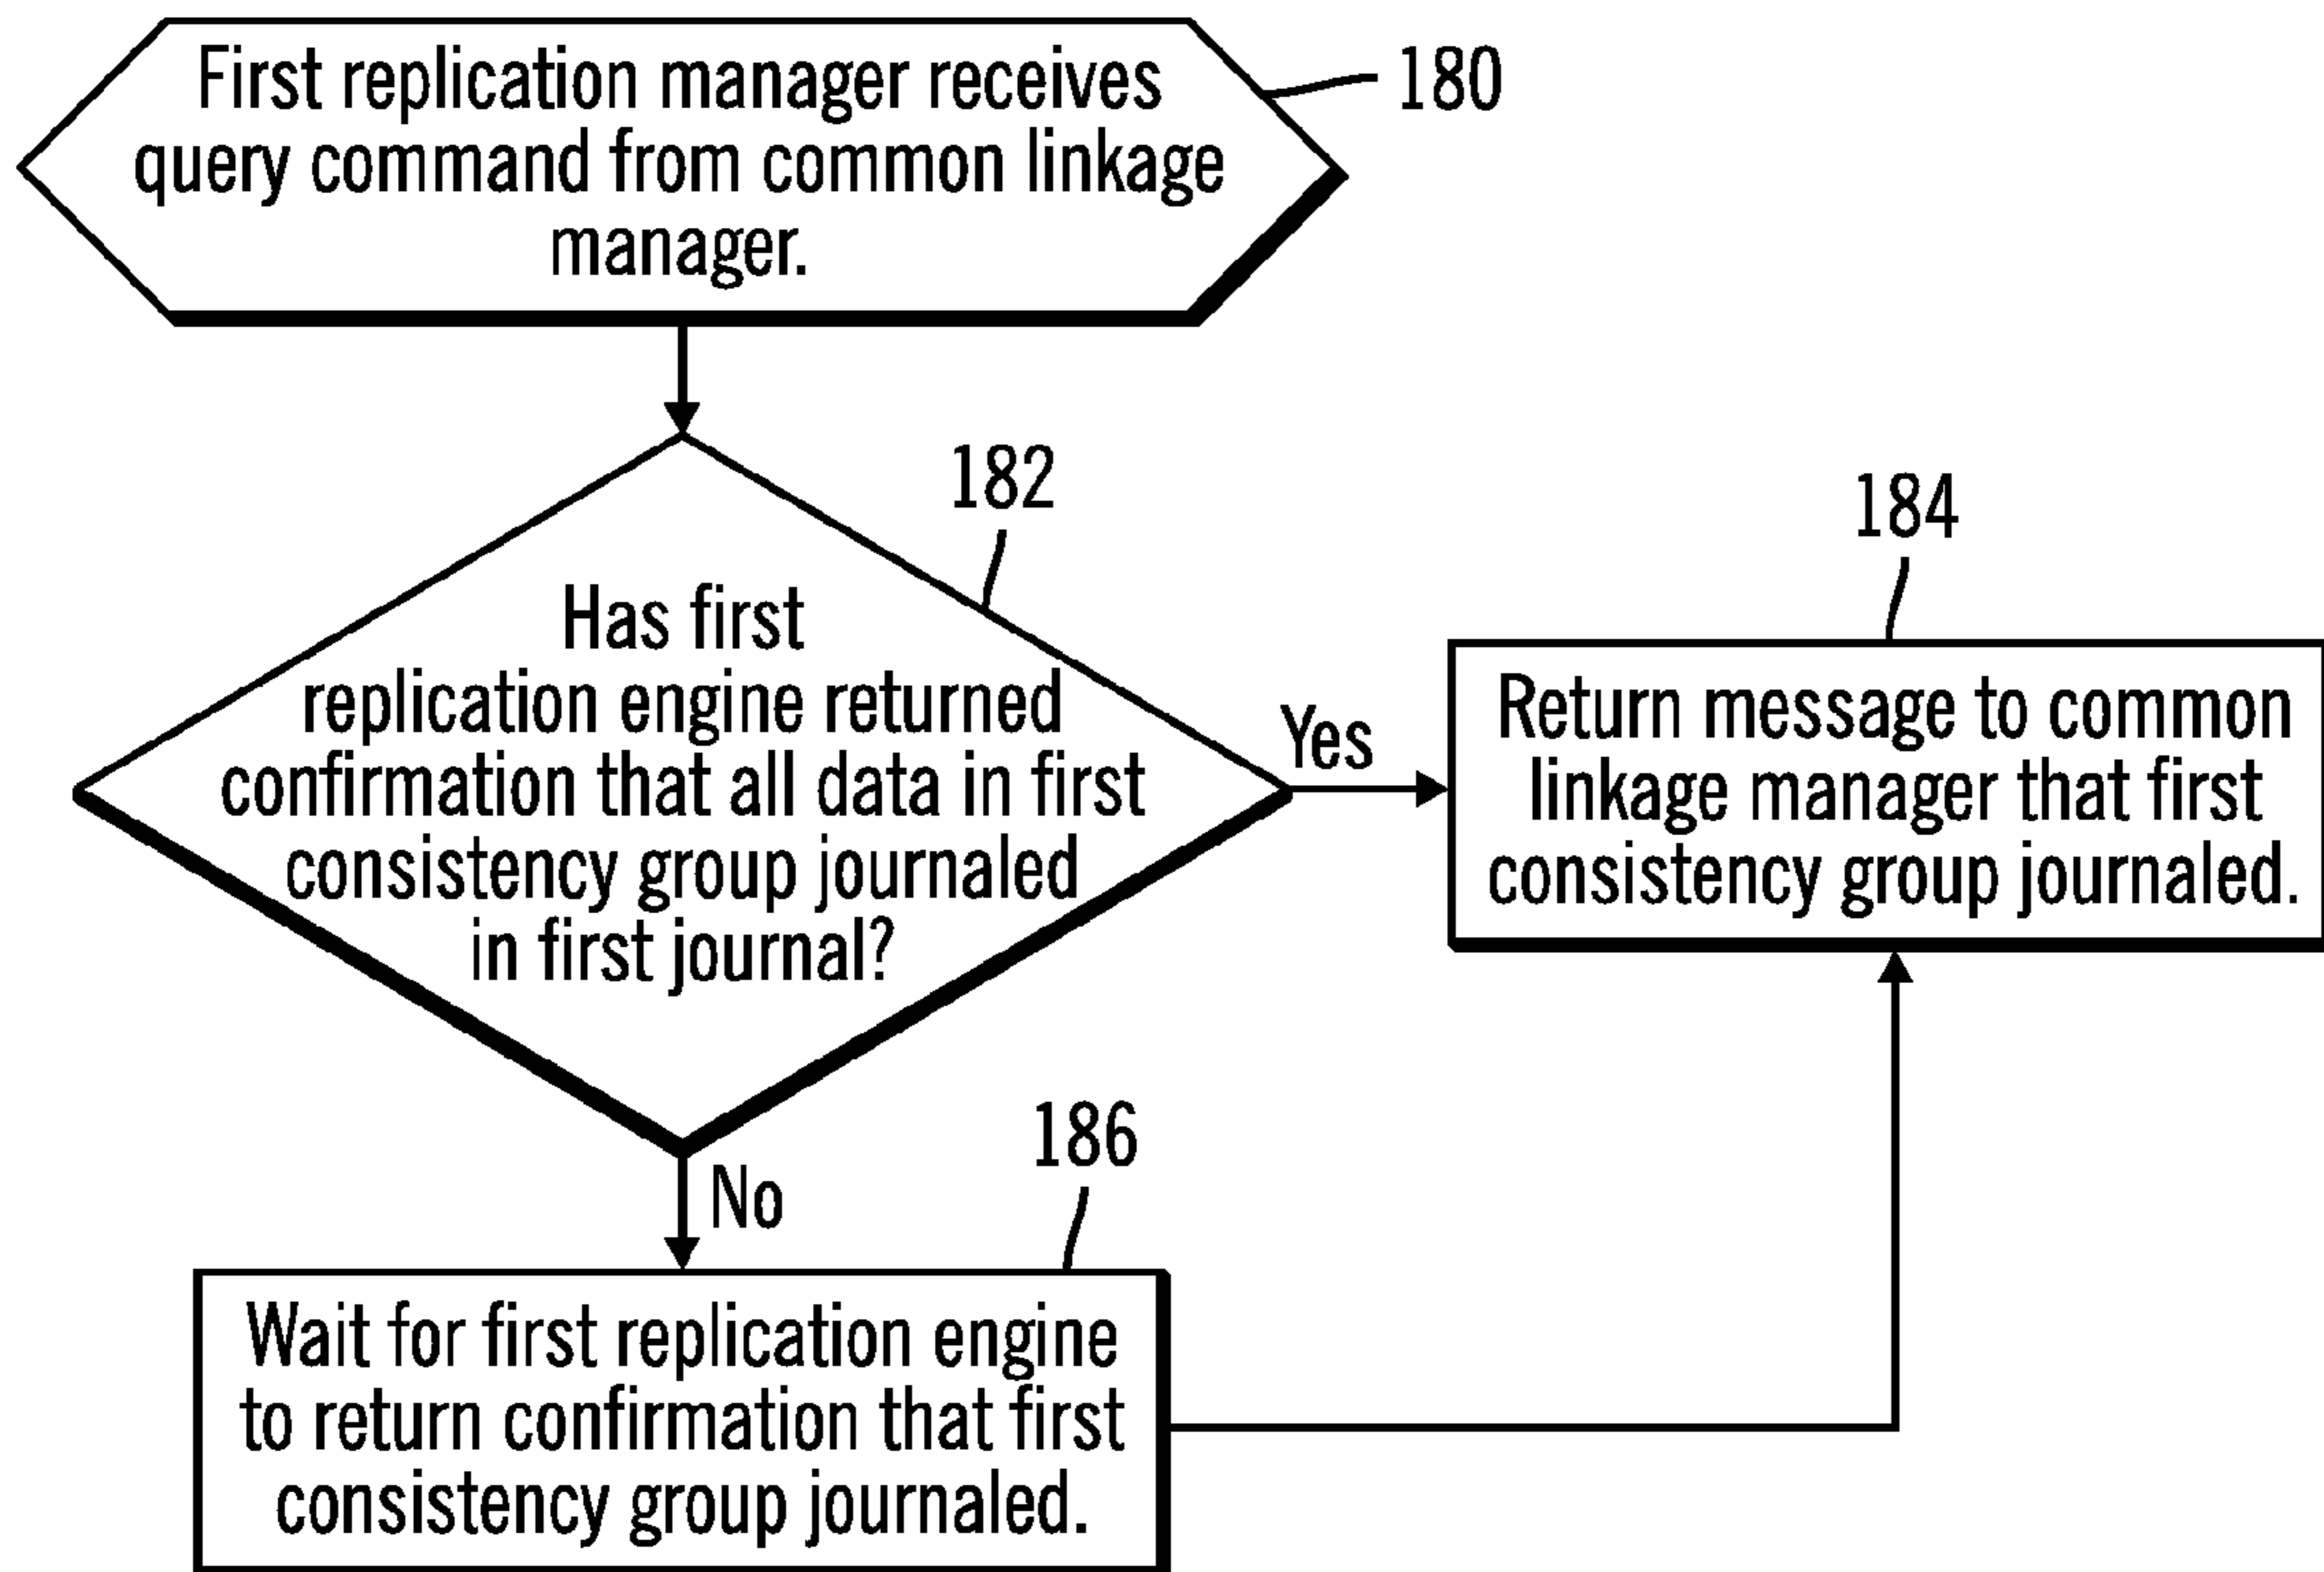 First replication manager receives
query command from common linkage
manager.
180
Has first
replication engine returned
confirmation that all data in first
consistency group journaled
in first journal?
182
Yes
184
Return message to common
linkage manager that first
consistency group journaled.
No
186
Wait for first replication engine
to return confirmation that first
consistency group journaled.